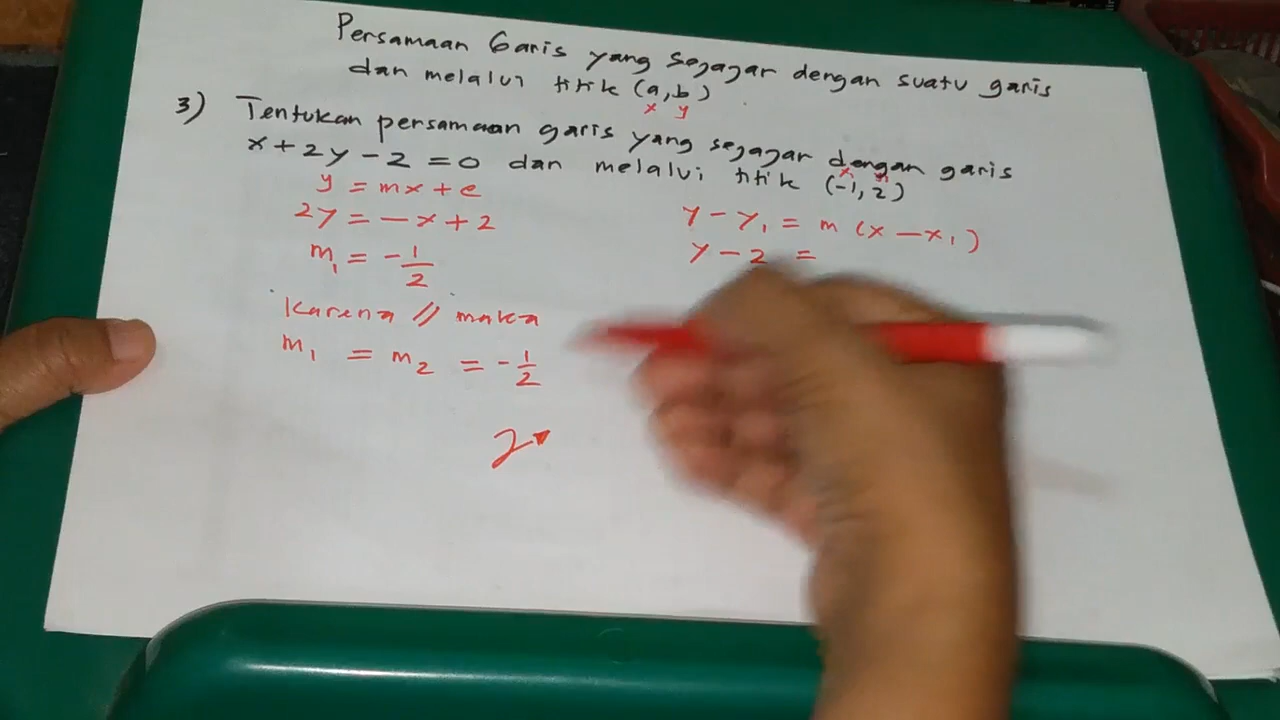 Persamaan Garis yang sejajar dengan suatu garis
dan melalui titik (a,b)
x y
3) Tentukan persamaan garis yang sejajar dengan garis
x+2y-2=0 dan melalui titik (-1,2)
y = mx+c
2y = -x+2
m₁ = -1/2
Karena // maka
m₁ = m₂ = -1/2
y-y₁ = m (x-x₁)
y-2 =